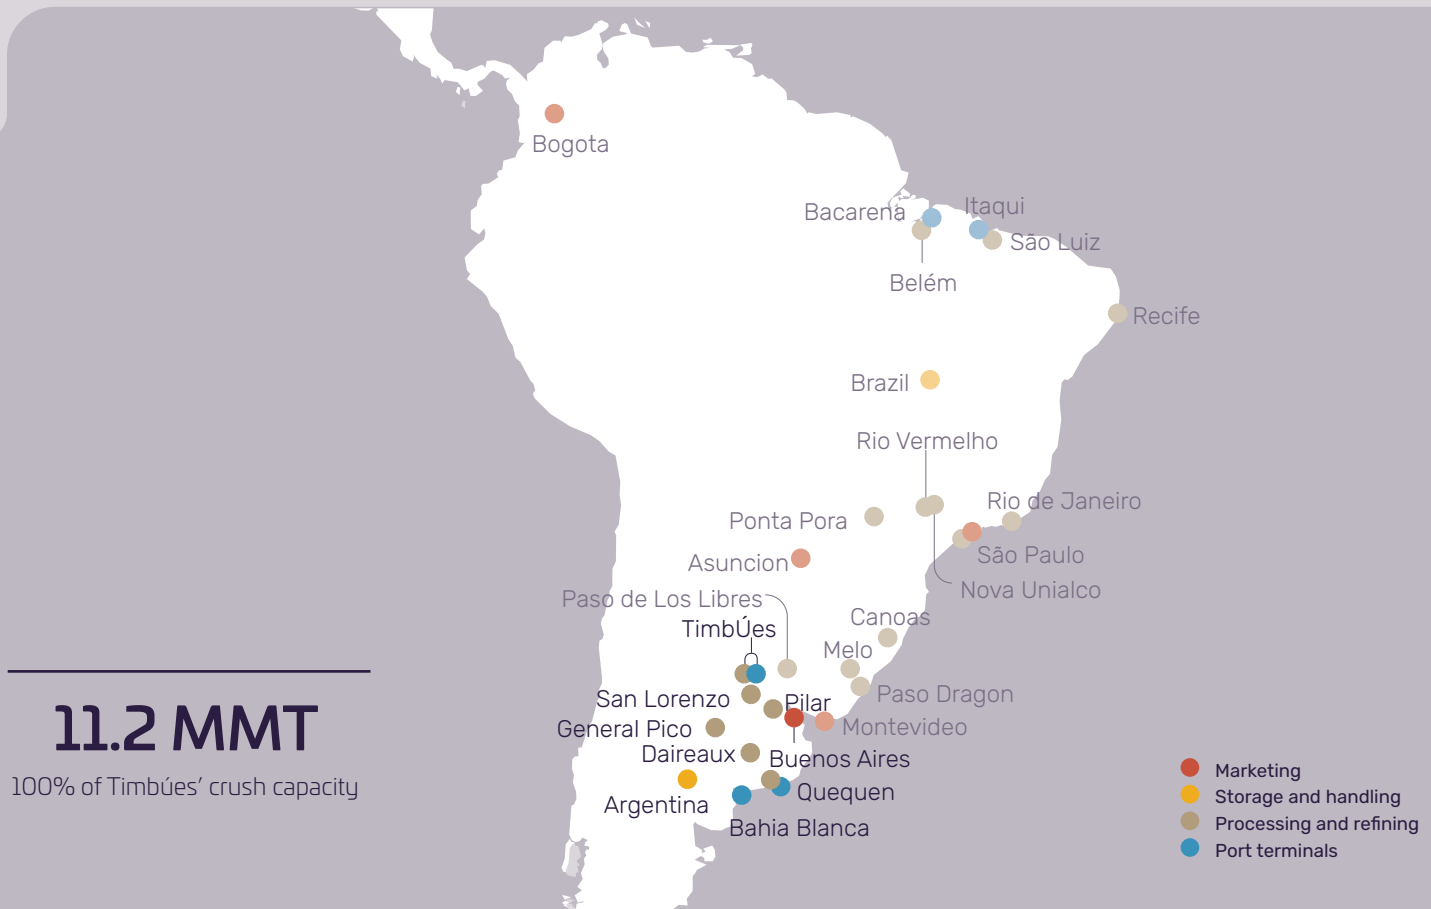 Bogota
Bacarena
Itaqui
São Luiz
Belém
Recife
Brazil
Rio Vermelho
Rio de Janeiro
Ponta Pora
São Paulo
Asuncion
Nova Unialco
Paso de Los Libres
Canoas
TimbÚes
Melo
Paso Dragon
San Lorenzo
Pilar
General Pico
Montevideo
Daireaux
Buenos Aires
Argentina
Quequen
Bahia Blanca
11.2 MMT
100% of Timbúes’ crush capacity
Marketing
Storage and handling
Processing and refining
Port terminals